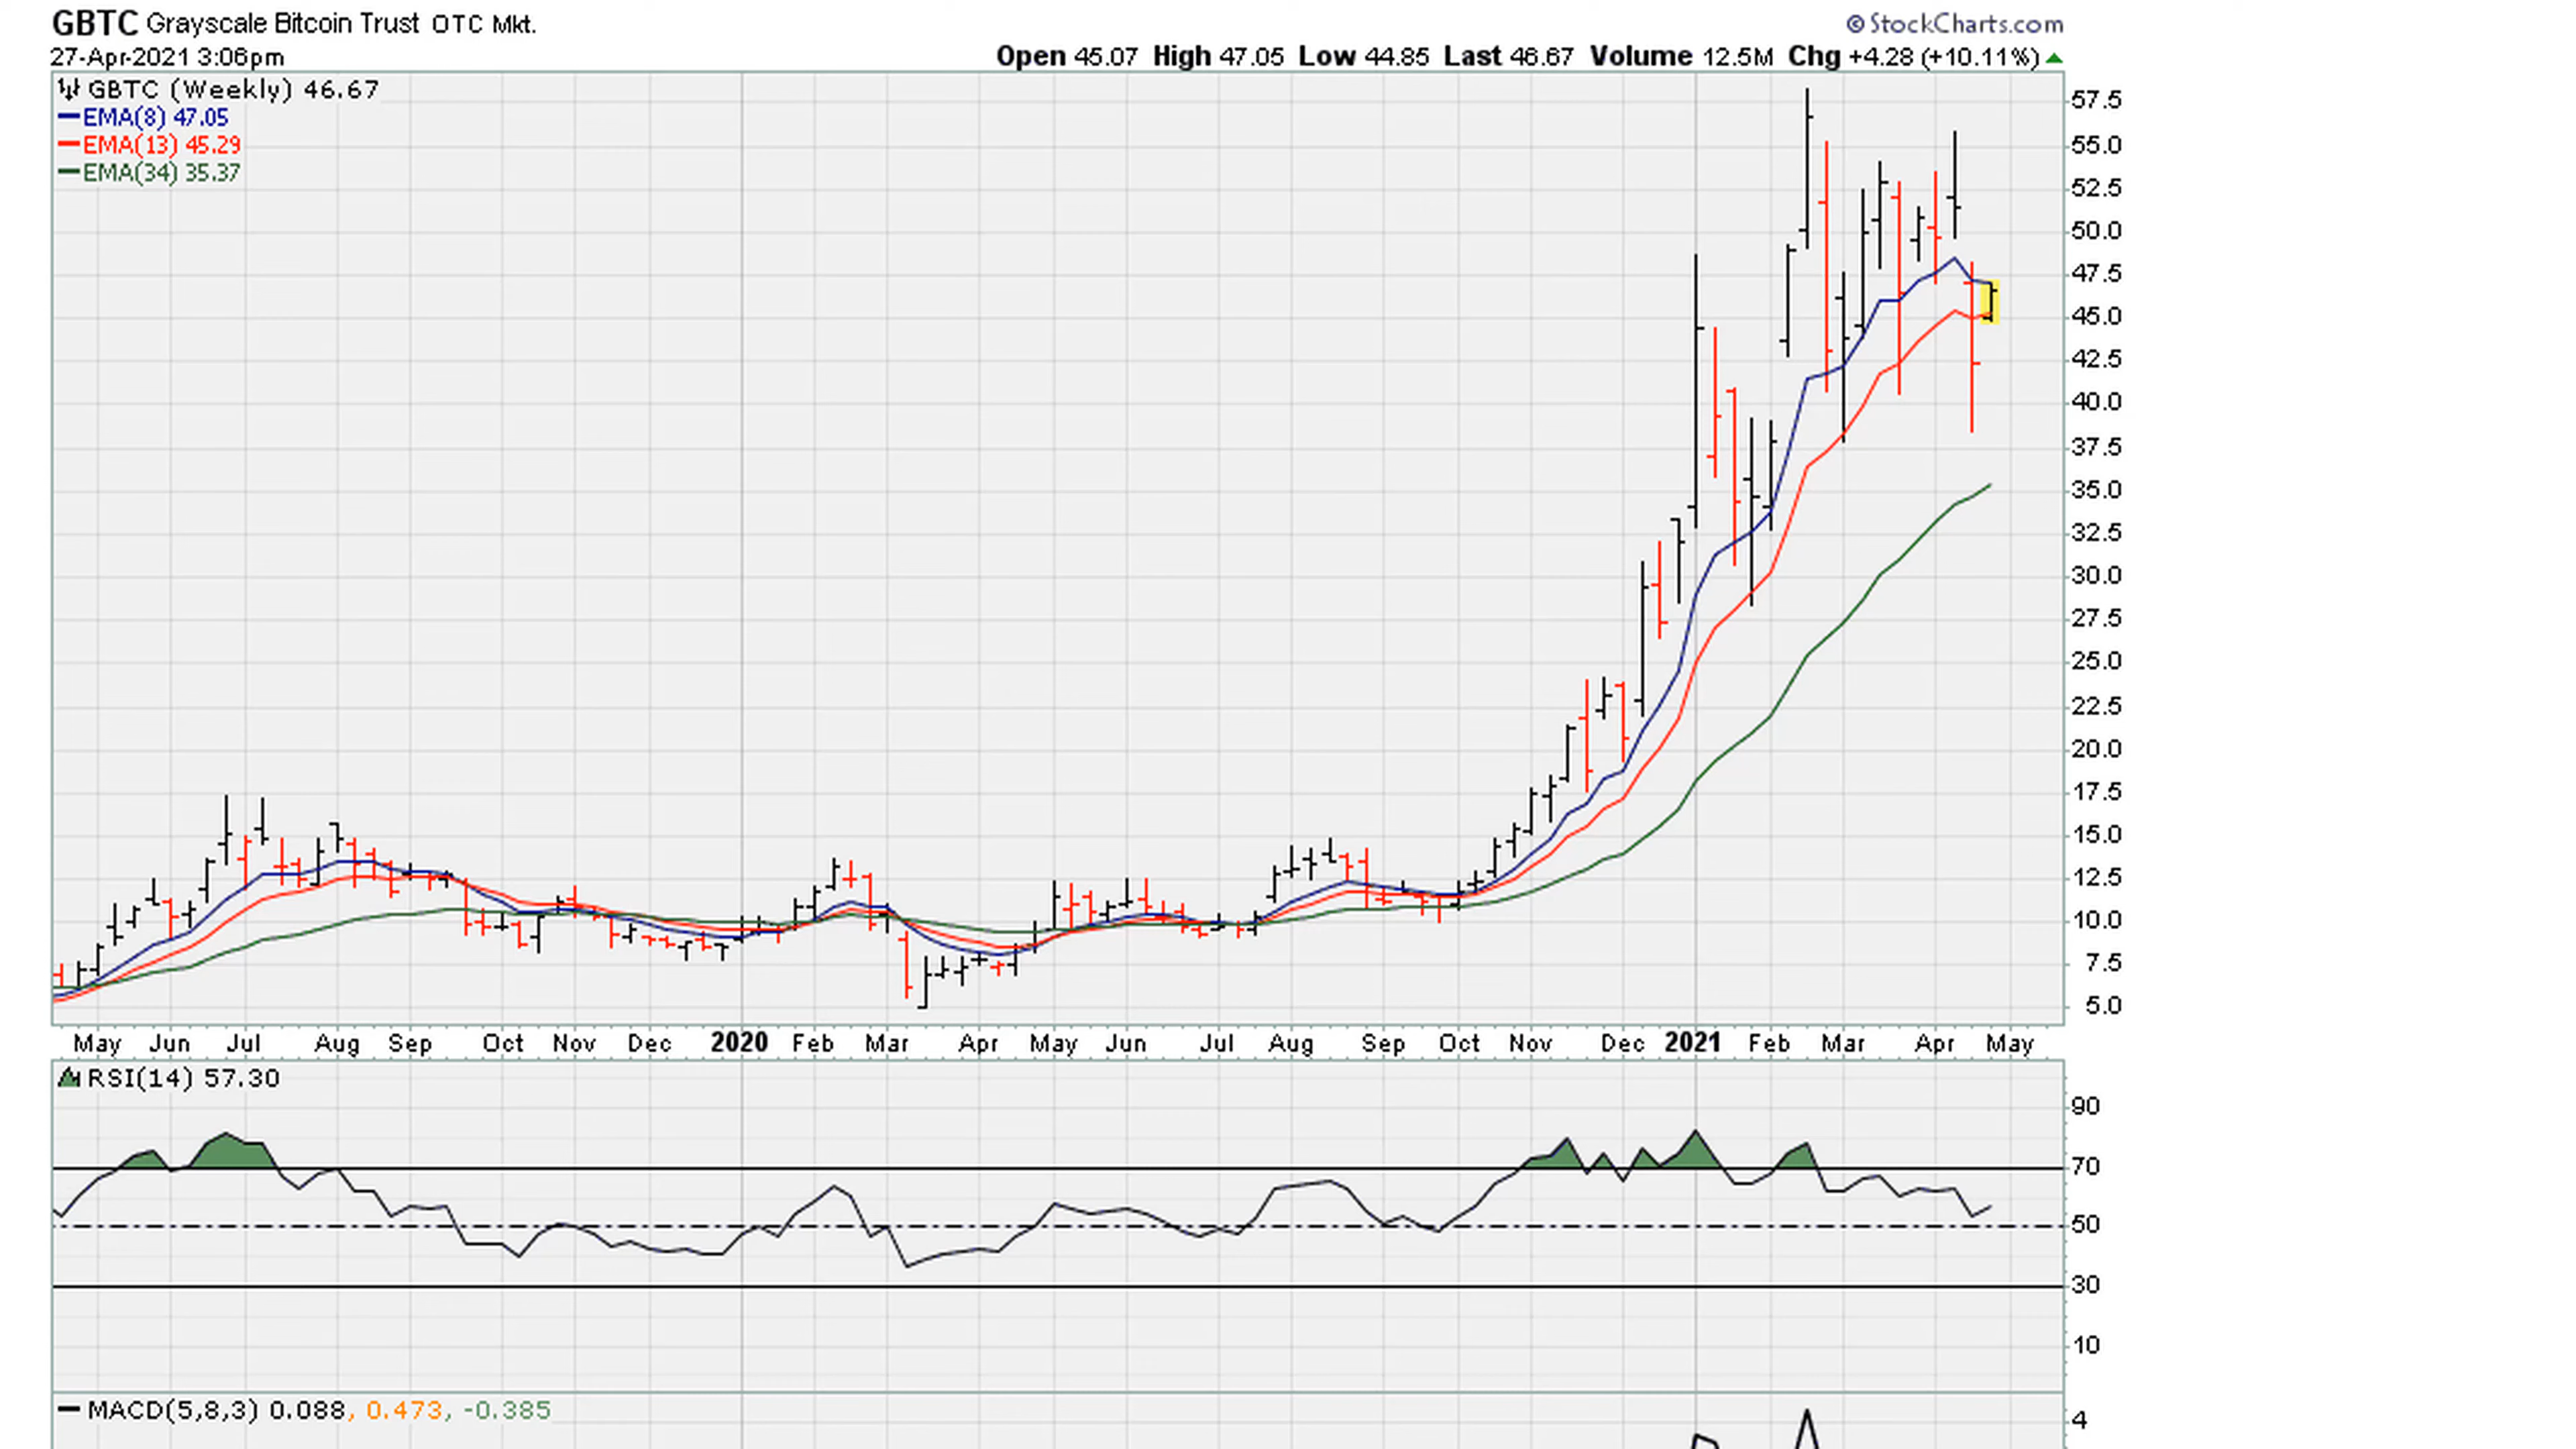 GBTC Grayscale Bitcoin Trust OTC Mkt.
© StockCharts.com
27-Apr-2021 3:06pm
Open 45.07 High 47.05 Low 44.85 Last 46.67 Volume 12.5M Chg +4.28 (+10.11%)
GBTC (Weekly) 46.67
EMA(8) 47.05
EMA(13) 45.29
EMA(34) 35.37
57.5
55.0
52.5
50.0
47.5
45.0
42.5
40.0
37.5
35.0
32.5
30.0
27.5
25.0
22.5
20.0
17.5
15.0
12.5
10.0
7.5
5.0
May Jun Jul Aug Sep Oct Nov Dec 2020 Feb Mar Apr May Jun Jul Aug Sep Oct Nov Dec 2021 Feb Mar Apr May
RSI(14) 57.30
90
70
50
30
10
MACD(5,8,3) 0.088, 0.473, -0.385
4